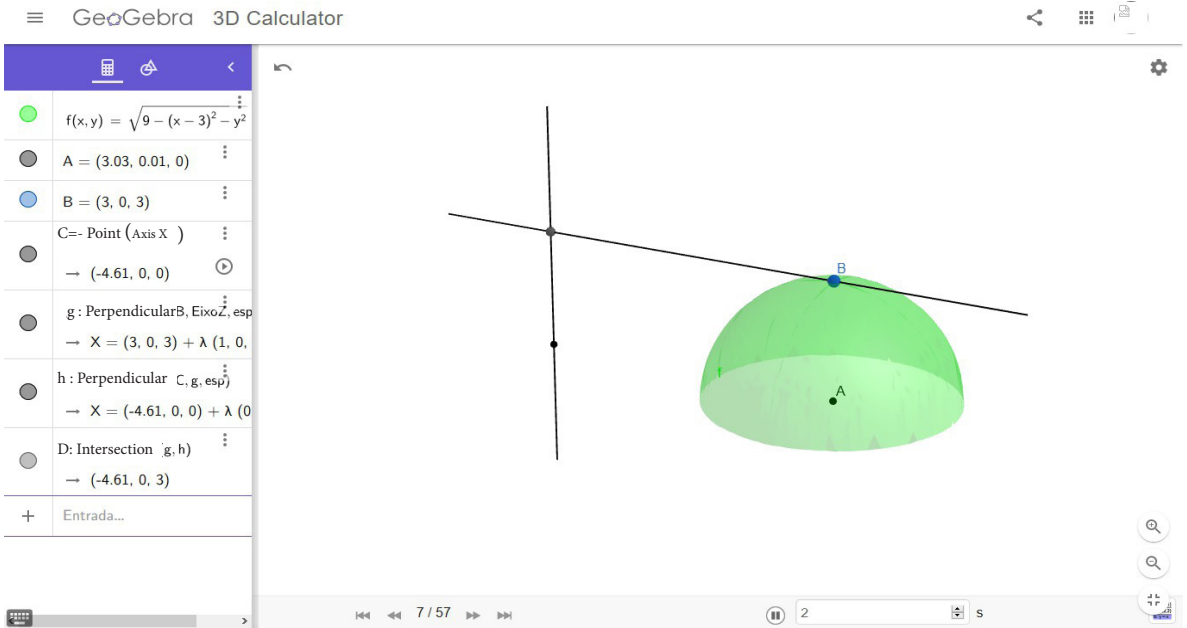 GeoGebra 3D Calculator
f(x, y) = √9 − (x − 3)² − y²
A = (3.03, 0.01, 0)
B = (3, 0, 3)
C=- Point (Axis X )
→ (-4.61, 0, 0)
g : PerpendicularB, EixoZ, esp
→ X = (3, 0, 3) + λ (1, 0,
h : Perpendicular C, g, esp)
→ X = (-4.61, 0, 0) + λ (0
D: Intersection g, h)
→ (-4.61, 0, 3)
+ Entrada...
B
A
7 / 57
2 s